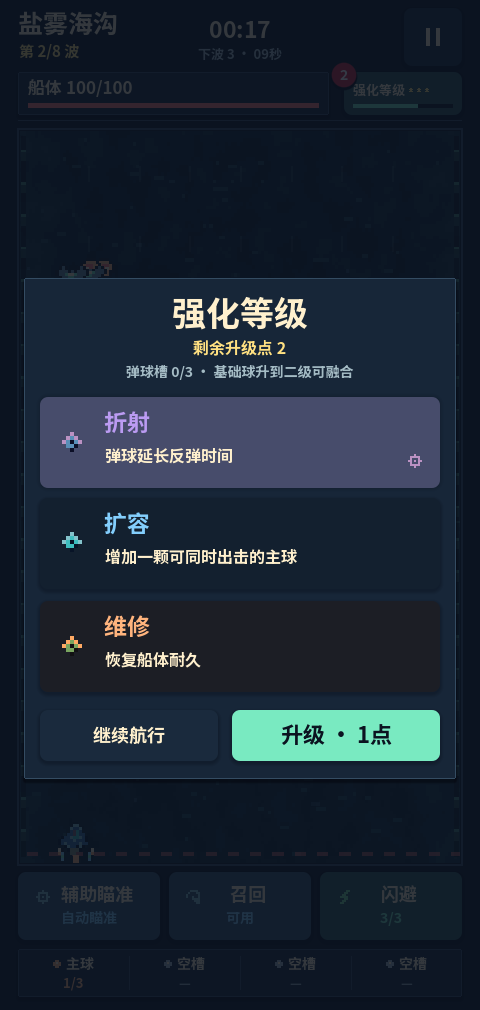 盐雾海沟
第 2/8 波
00:17
下波 3 · 09秒
船体 100/100
2
强化等级 •••
强化等级
剩余升级点 2
弹球槽 0/3 · 基础球升到二级可融合
折射
弹球延长反弹时间
扩容
增加一颗可同时出击的主球
维修
恢复船体耐久
继续航行
升级 · 1点
辅助瞄准
自动瞄准
召回
可用
闪避
3/3
主球
1/3
空槽
—
空槽
—
空槽
—